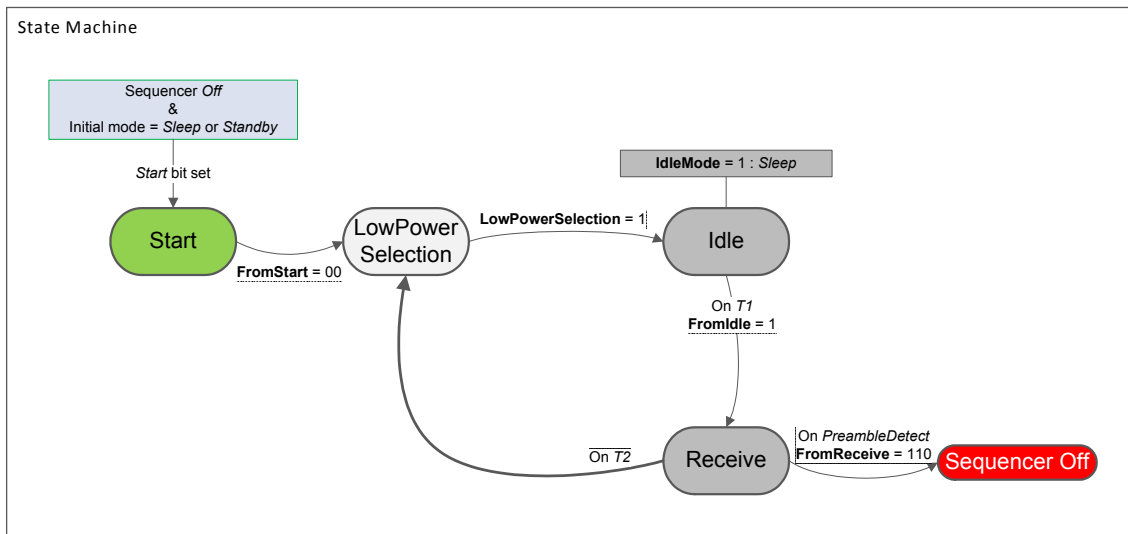 State Machine
Sequencer Off
&
Initial mode = Sleep or Standby
Start bit set
IdleMode = 1 : Sleep
Start
FromStart = 00
LowPower
Selection
LowPowerSelection = 1
Idle
On T1
FromIdle = 1
On T2
Receive
On PreambleDetect
FromReceive = 110
Sequencer Off